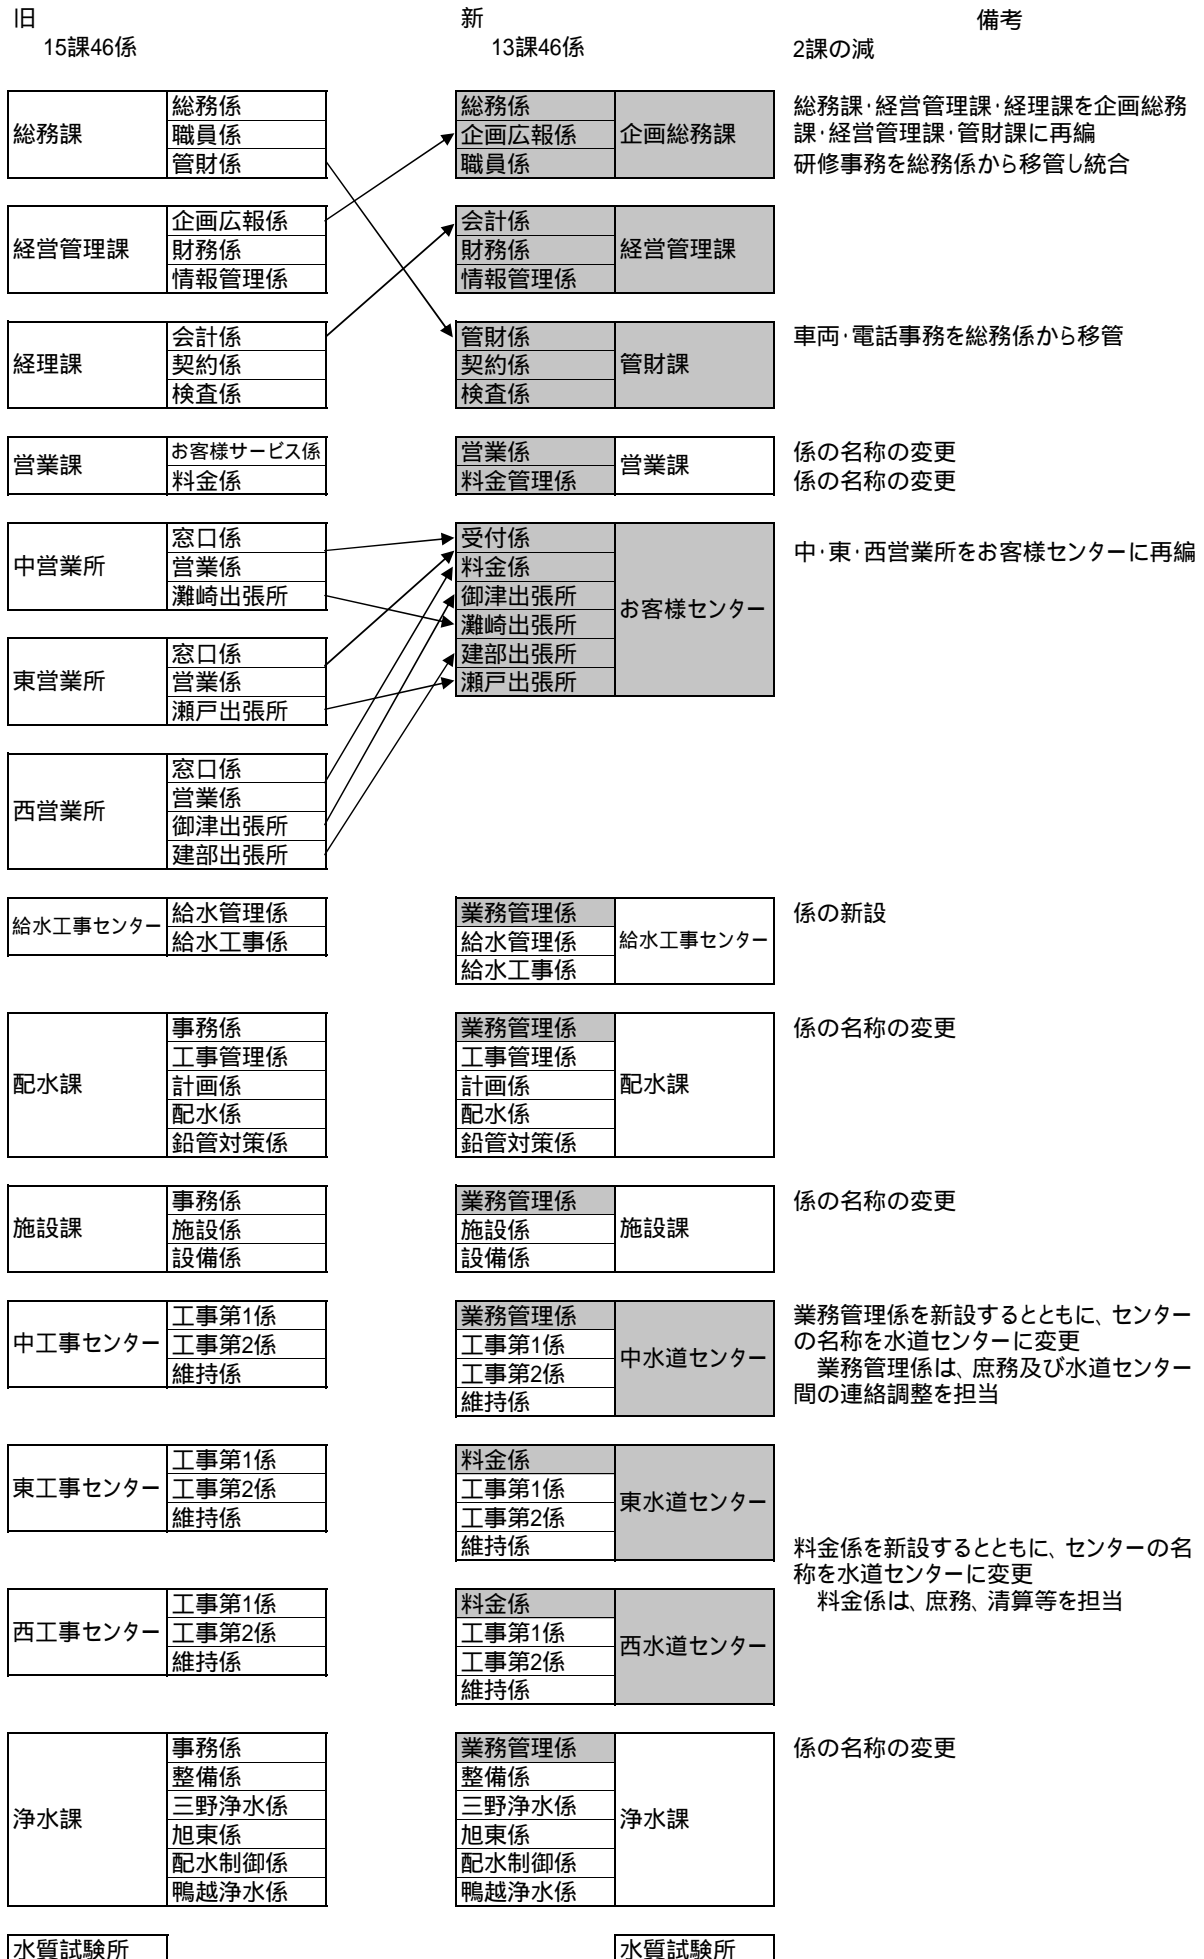 旧 新 備考
15課46係 13課46係 2課の減
総務課
総務係
職員係
管財係
総務係
企画広報係
職員係
企画総務課
総務課・経営管理課・経理課を企画総務
課・経営管理課・管財課に再編
研修事務を総務係から移管し統合
経営管理課
企画広報係
財務係
情報管理係
会計係
財務係
情報管理係
経営管理課
経理課
会計係
契約係
検査係
管財係
契約係
検査係
管財課
車両・電話事務を総務係から移管
営業課
お客様サービス係
料金係
営業係
料金管理係
営業課
係の名称の変更
係の名称の変更
中営業所
窓口係
営業係
灘崎出張所
東営業所
窓口係
営業係
瀬戸出張所
西営業所
窓口係
営業係
御津出張所
建部出張所
受付係
料金係
御津出張所
灘崎出張所
建部出張所
瀬戸出張所
お客様センター
中・東・西営業所をお客様センターに再編
給水工事センター
給水管理係
給水工事係
業務管理係
給水管理係
給水工事係
給水工事センター
係の新設
配水課
事務係
工事管理係
計画係
配水係
鉛管対策係
業務管理係
工事管理係
計画係
配水係
鉛管対策係
配水課
係の名称の変更
施設課
事務係
施設係
設備係
業務管理係
施設係
設備係
施設課
係の名称の変更
中工事センター
工事第1係
工事第2係
維持係
業務管理係
工事第1係
工事第2係
維持係
中水道センター
業務管理係を新設するとともに、センター
の名称を水道センターに変更
業務管理係は、庶務及び水道センター
間の連絡調整を担当
東工事センター
工事第1係
工事第2係
維持係
料金係
工事第1係
工事第2係
維持係
東水道センター
料金係を新設するとともに、センターの名
称を水道センターに変更
料金係は、庶務、清算等を担当
西工事センター
工事第1係
工事第2係
維持係
料金係
工事第1係
工事第2係
維持係
西水道センター
浄水課
事務係
整備係
三野浄水係
旭東係
配水制御係
鴨越浄水係
業務管理係
整備係
三野浄水係
旭東係
配水制御係
鴨越浄水係
浄水課
係の名称の変更
水質試験所
水質試験所